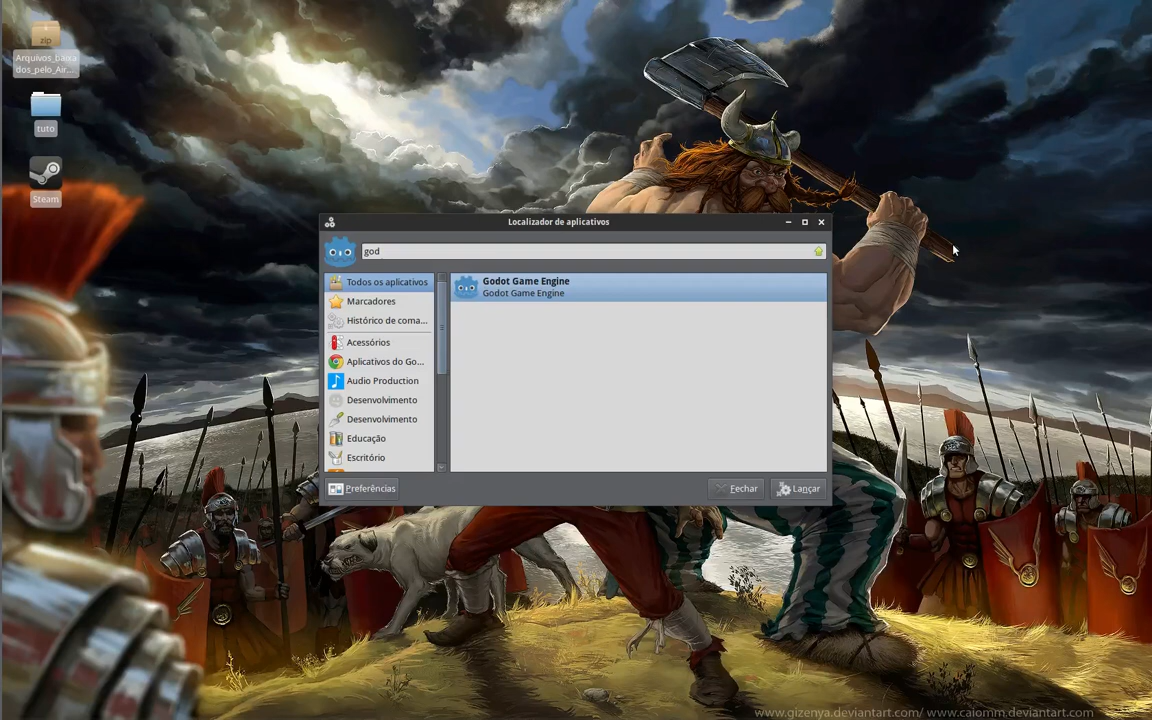 zip
Arquivos_baixa
dos_pelo_Air...
tuto
Steam
Localizador de aplicativos
god
Todos os aplicativos
Marcadores
Histórico de coma...
Acessórios
Aplicativos do Go...
Audio Production
Desenvolvimento
Desenvolvimento
Educação
Escritório
Godot Game Engine
Godot Game Engine
Preferências
Fechar
Lançar
www.qizenya.deviantart.com/ www.caiomm.deviantart.com